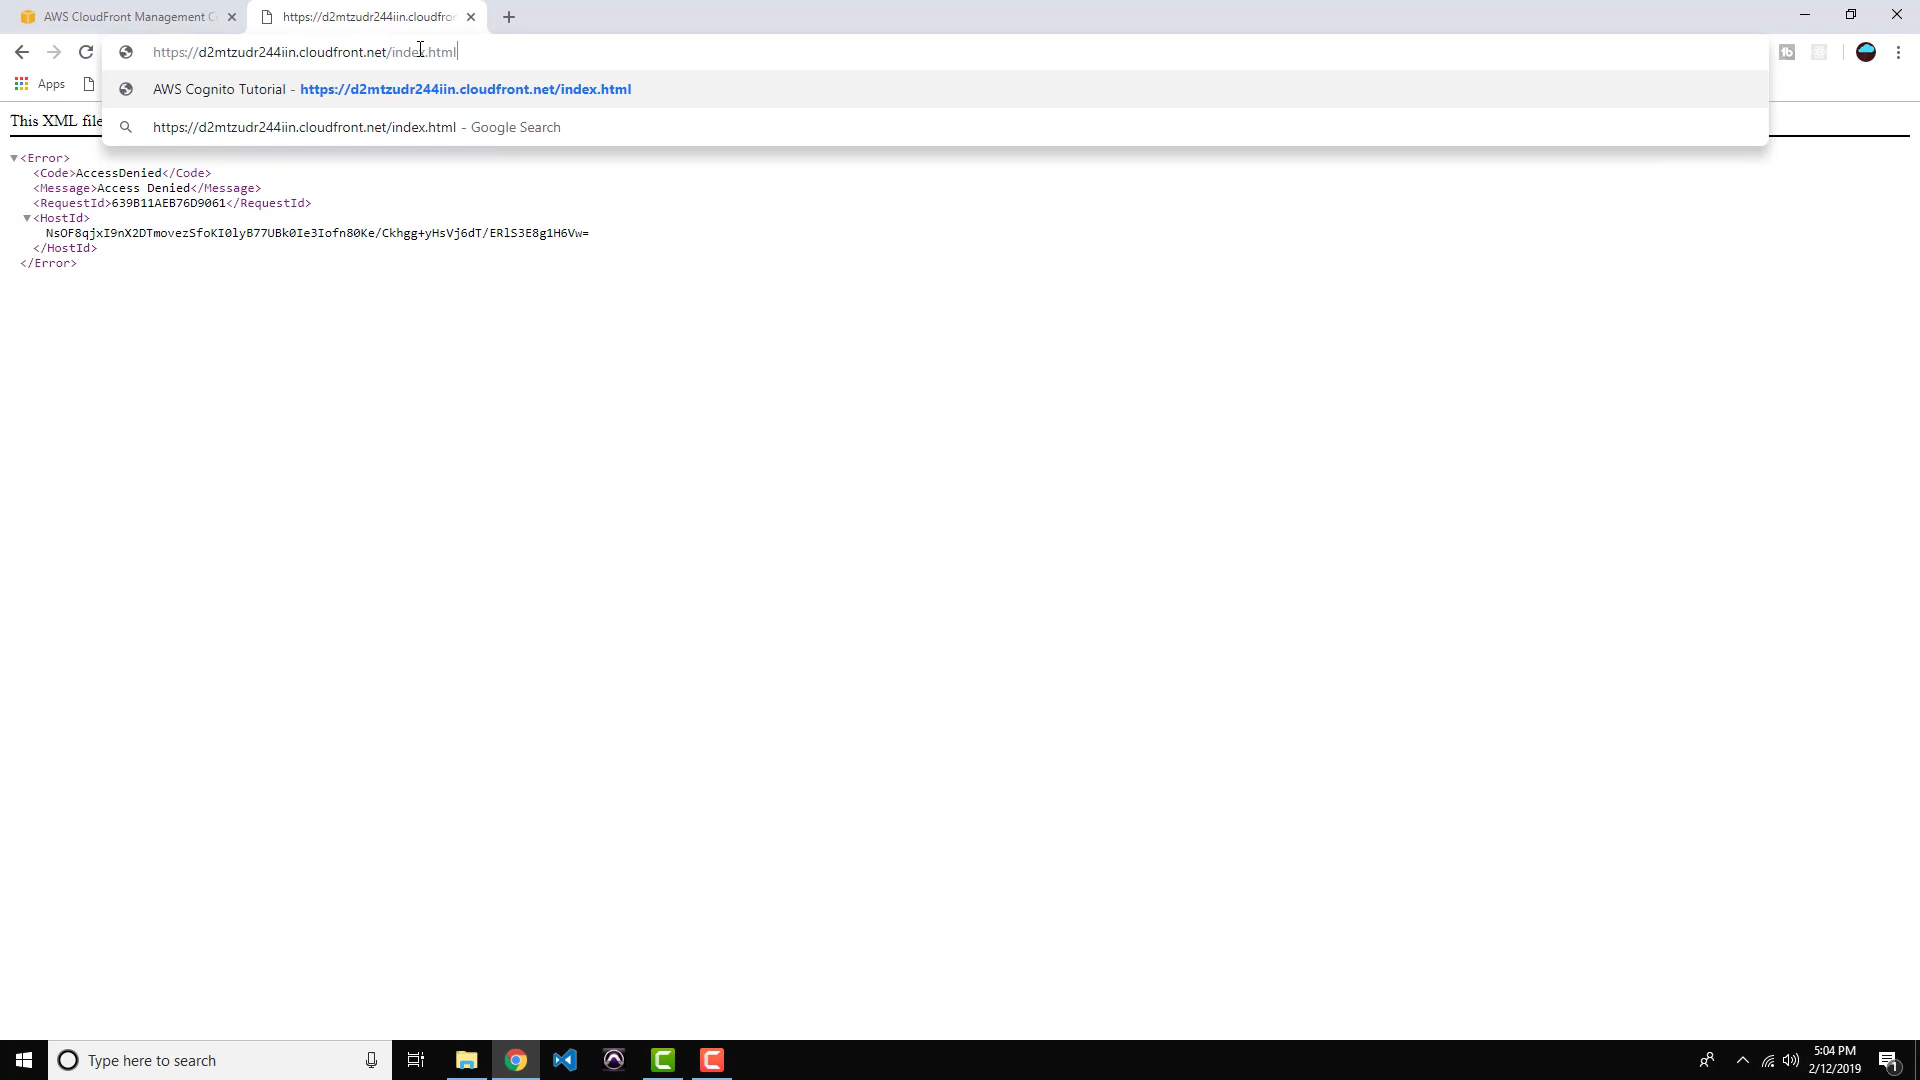 AWS CloudFront Management C
https://d2mtzudr244iin.cloudfro
https://d2mtzudr244iin.cloudfront.net/index.html
Apps
AWS Cognito Tutorial - https://d2mtzudr244iin.cloudfront.net/index.html
This XML file
https://d2mtzudr244iin.cloudfront.net/index.html - Google Search
<Error>
<Code>AccessDenied</Code>
<Message>Access Denied</Message>
<RequestId>639B11AEB76D9061</RequestId>
<HostId>
NsOF8qjxI9nX2DTmovezSfoKI0lyB77UBk0Ie3Iofn80Ke/Ckhgg+yHsVj6dT/ERlS3E8g1H6Vw=
</HostId>
</Error>
Type here to search
5:04 PM
2/12/2019
1